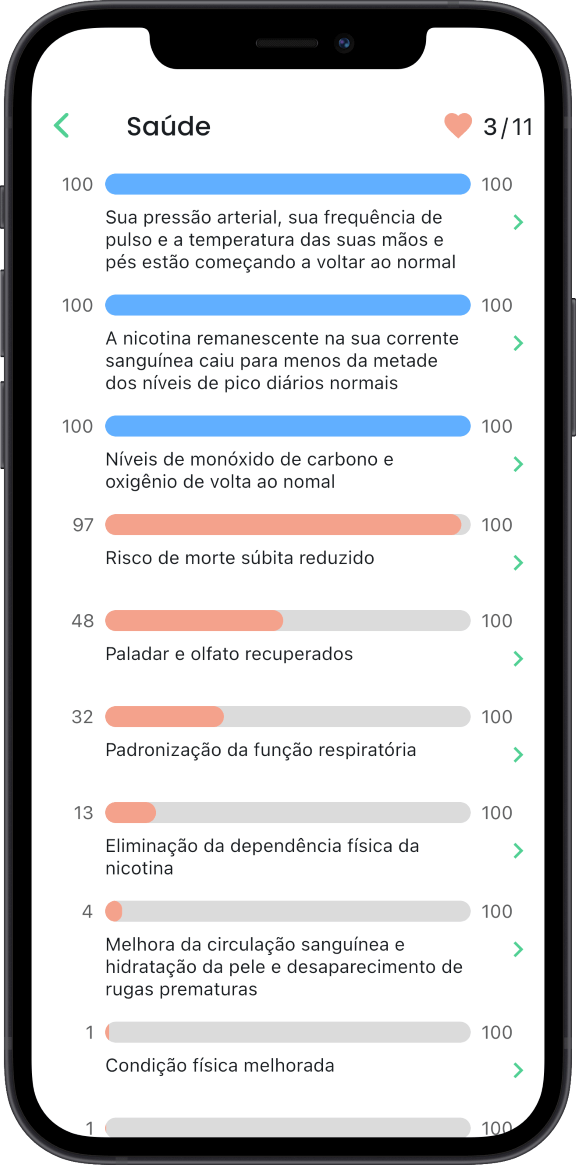 Saúde 3/11
100 100
Sua pressão arterial, sua frequência de
pulso e a temperatura das suas mãos e
pés estão começando a voltar ao normal
100 100
A nicotina remanescente na sua corrente
sanguínea caiu para menos da metade
dos níveis de pico diários normais
100 100
Níveis de monóxido de carbono e
oxigênio de volta ao nomal
97 100
Risco de morte súbita reduzido
48 100
Paladar e olfato recuperados
32 100
Padronização da função respiratória
13 100
Eliminação da dependência física da
nicotina
4 100
Melhora da circulação sanguínea e
hidratação da pele e desaparecimento de
rugas prematuras
1 100
Condição física melhorada
1 100